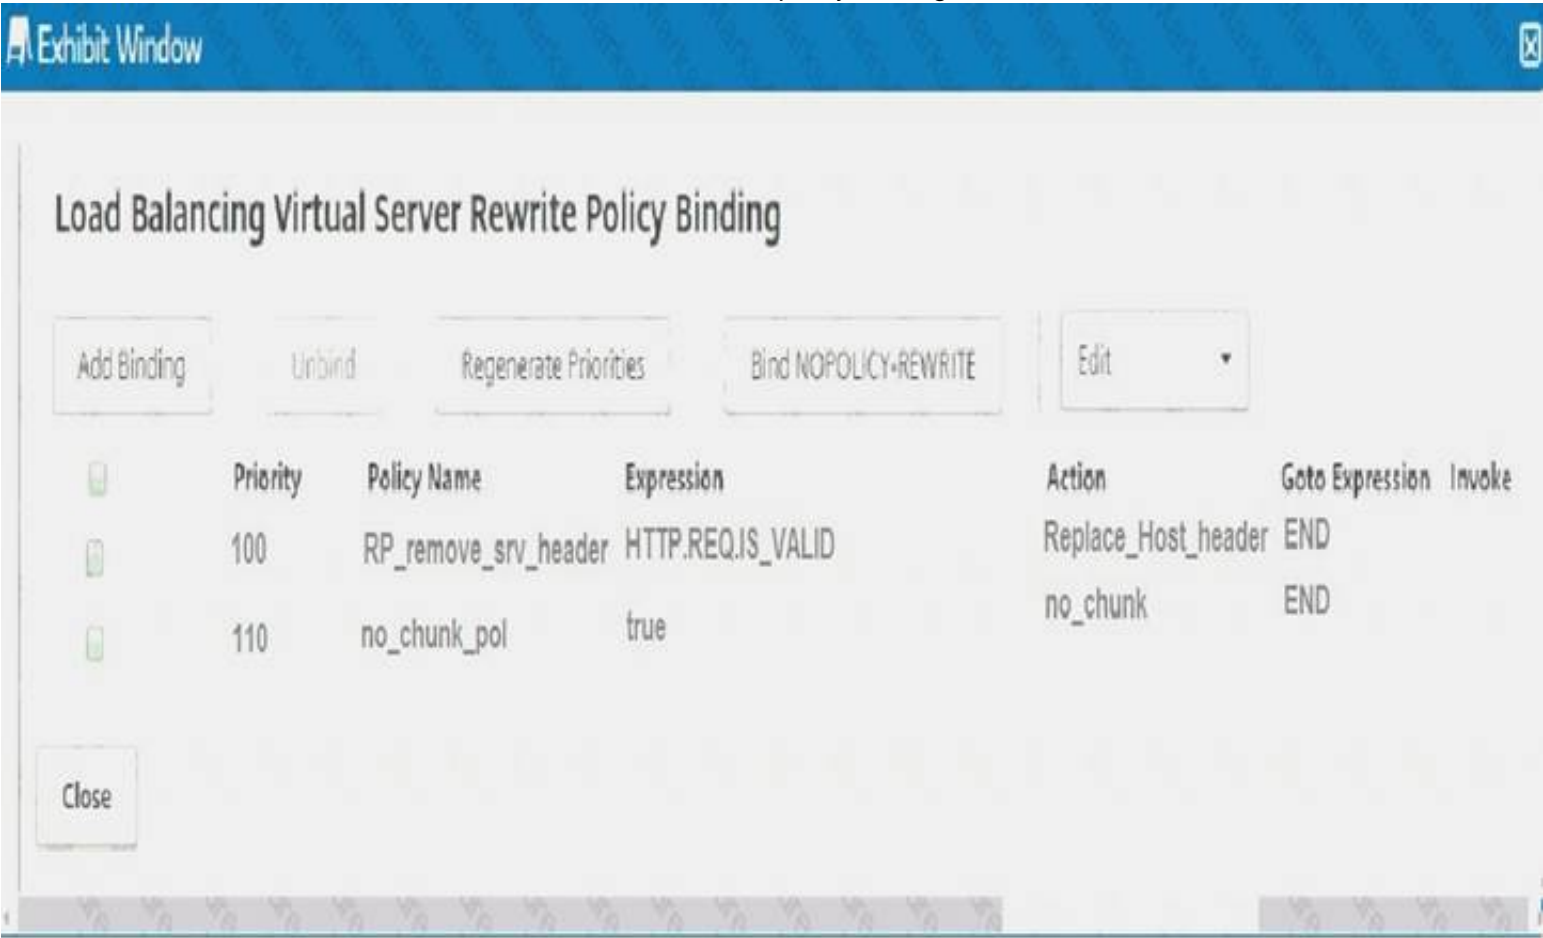 Exhibit Window
Load Balancing Virtual Server Rewrite Policy Binding
Add Binding Unbind Regenerate Priorities Bind NOPOLICY-REWRITE Edit
Priority Policy Name Expression Action Goto Expression Invoke
100 RP_remove_srv_header HTTP.REQ.IS_VALID Replace_Host_header END
110 no_chunk_pol true no_chunk END
Close